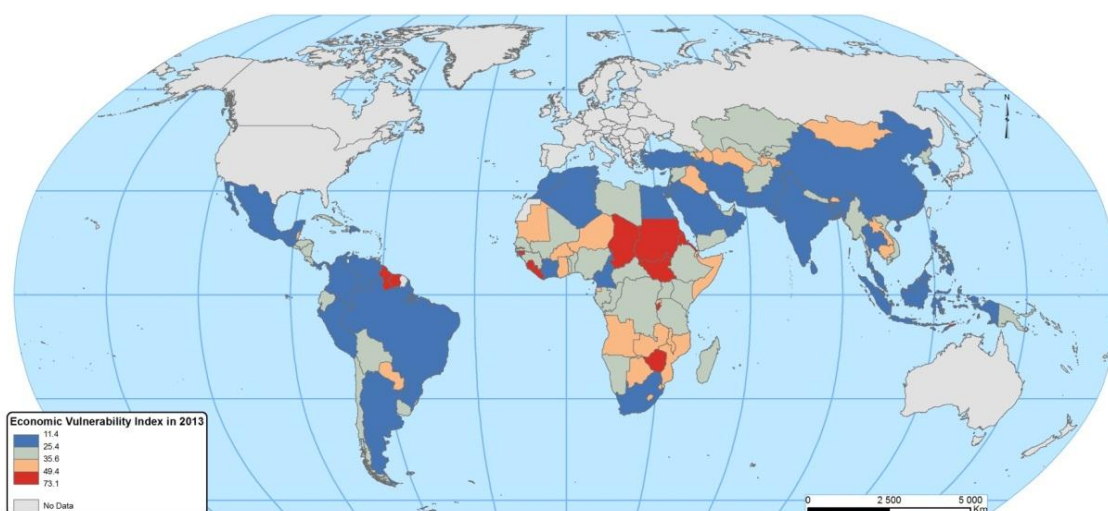 N
Economic Vulnerability Index in 2013
11.4
25.4
35.6
49.4
73.1
No Data
0 2 500 5 000
Km